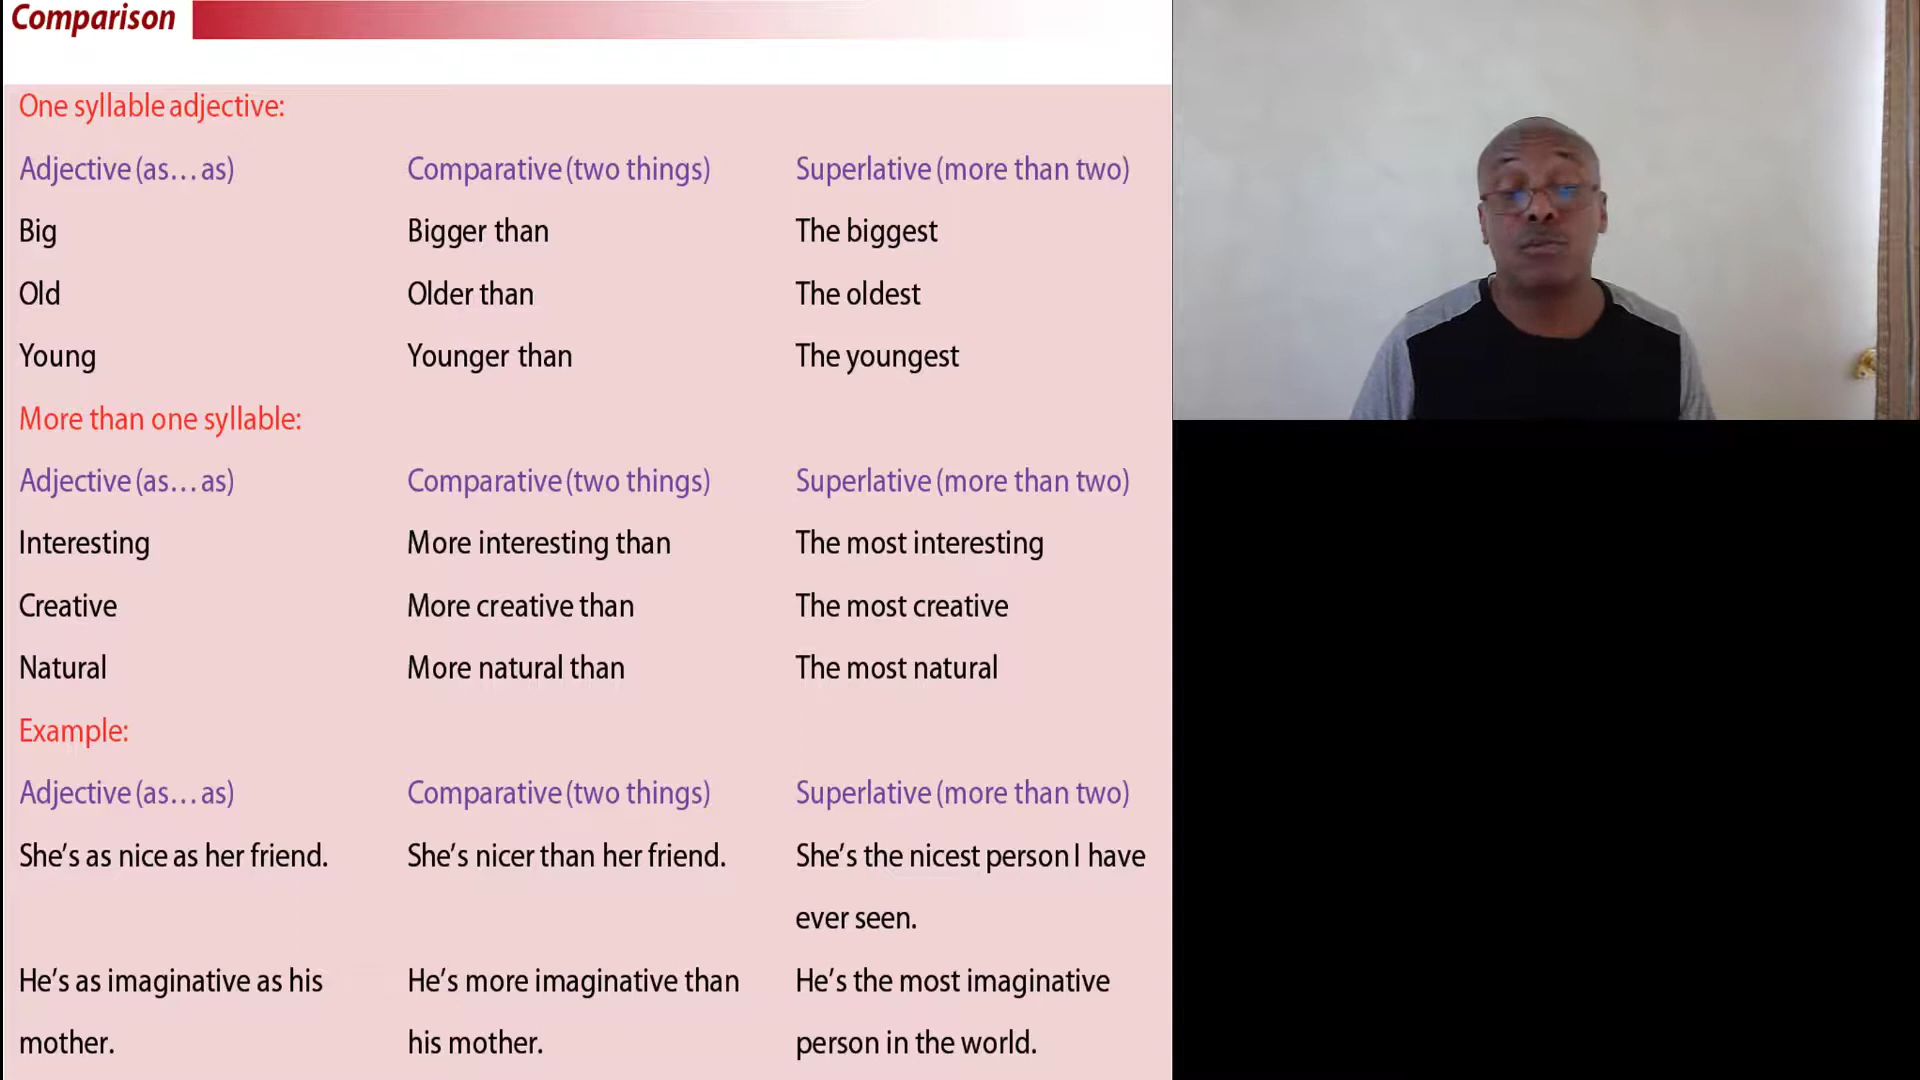 Comparison
One syllable adjective:
Adjective (as… as) Comparative (two things) Superlative (more than two)
Big Bigger than The biggest
Old Older than The oldest
Young Younger than The youngest
More than one syllable:
Adjective (as… as) Comparative (two things) Superlative (more than two)
Interesting More interesting than The most interesting
Creative More creative than The most creative
Natural More natural than The most natural
Example:
Adjective (as… as) Comparative (two things) Superlative (more than two)
She’s as nice as her friend. She’s nicer than her friend. She’s the nicest person I have
ever seen.
He’s as imaginative as his He’s more imaginative than He’s the most imaginative
mother. his mother. person in the world.